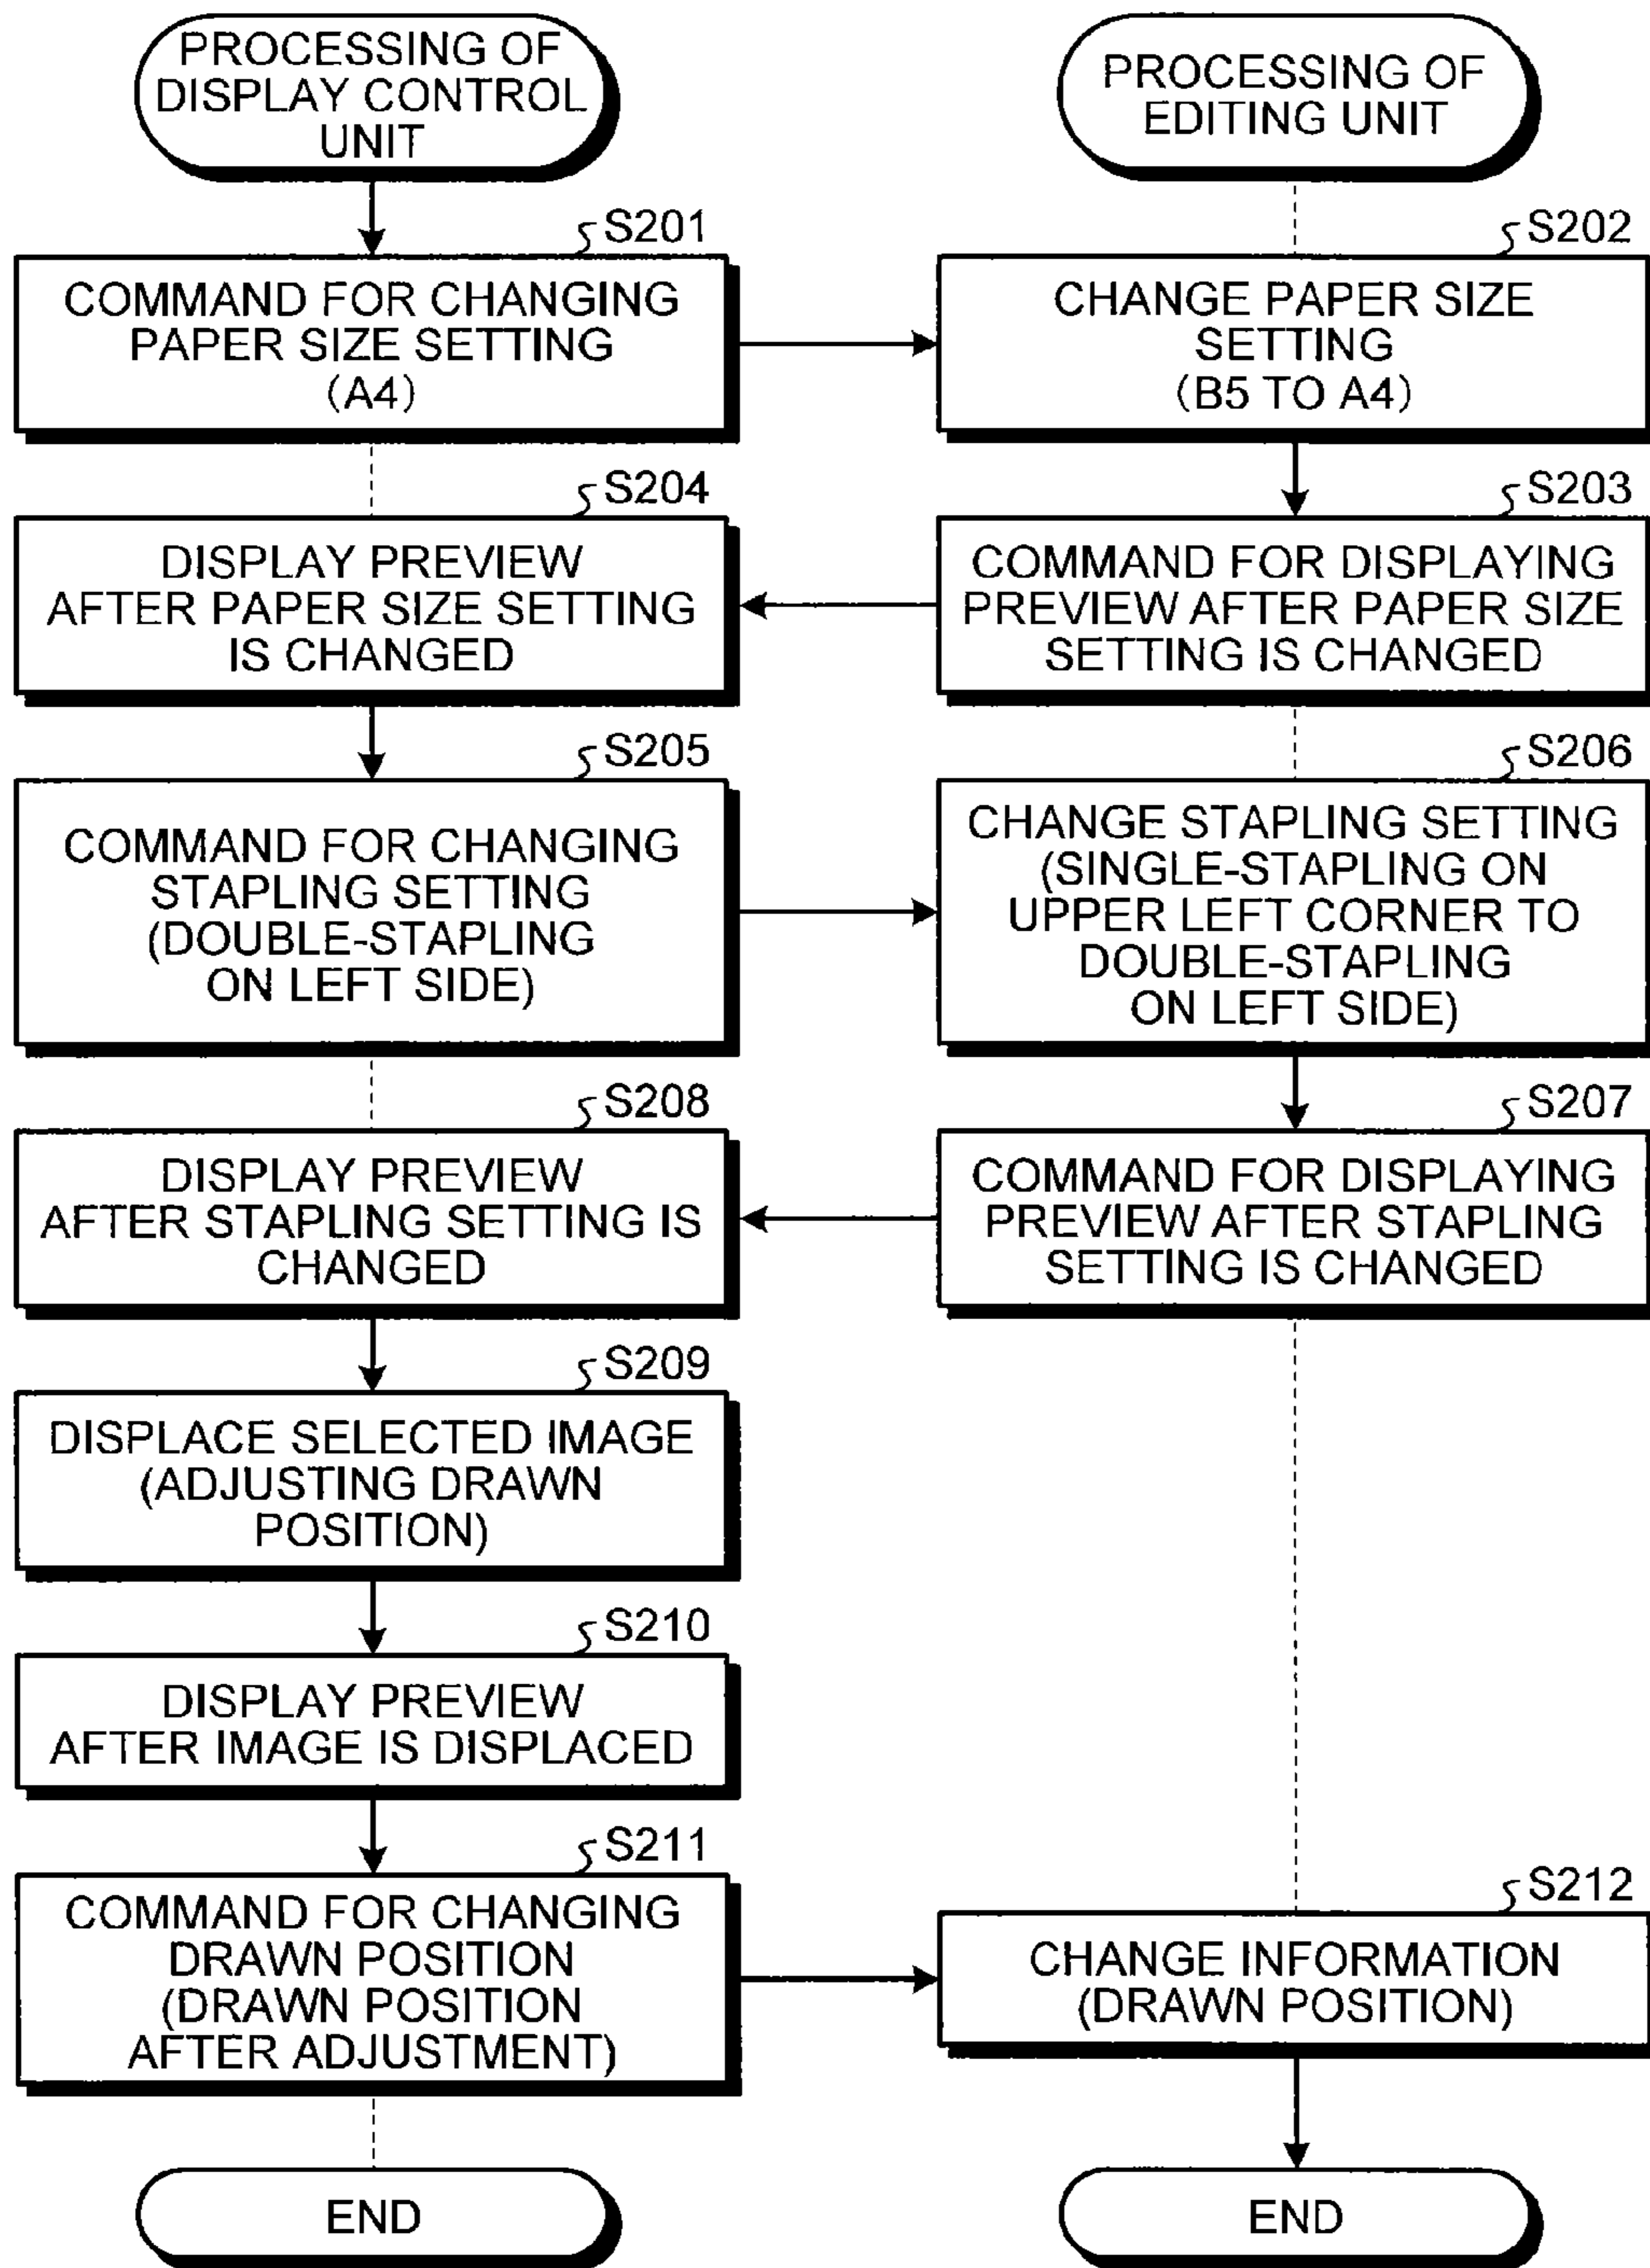 PROCESSING OF
DISPLAY CONTROL
UNIT
PROCESSING OF
EDITING UNIT
S201
COMMAND FOR CHANGING
PAPER SIZE SETTING
(A4)
S202
CHANGE PAPER SIZE
SETTING
(B5 TO A4)
S204
DISPLAY PREVIEW
AFTER PAPER SIZE SETTING
IS CHANGED
S203
COMMAND FOR DISPLAYING
PREVIEW AFTER PAPER SIZE
SETTING IS CHANGED
S205
COMMAND FOR CHANGING
STAPLING SETTING
(DOUBLE-STAPLING
ON LEFT SIDE)
S206
CHANGE STAPLING SETTING
(SINGLE-STAPLING ON
UPPER LEFT CORNER TO
DOUBLE-STAPLING
ON LEFT SIDE)
S208
DISPLAY PREVIEW
AFTER STAPLING SETTING IS
CHANGED
S207
COMMAND FOR DISPLAYING
PREVIEW AFTER STAPLING
SETTING IS CHANGED
S209
DISPLACE SELECTED IMAGE
(ADJUSTING DRAWN
POSITION)
S210
DISPLAY PREVIEW
AFTER IMAGE IS DISPLACED
S211
COMMAND FOR CHANGING
DRAWN POSITION
(DRAWN POSITION
AFTER ADJUSTMENT)
S212
CHANGE INFORMATION
(DRAWN POSITION)
END
END